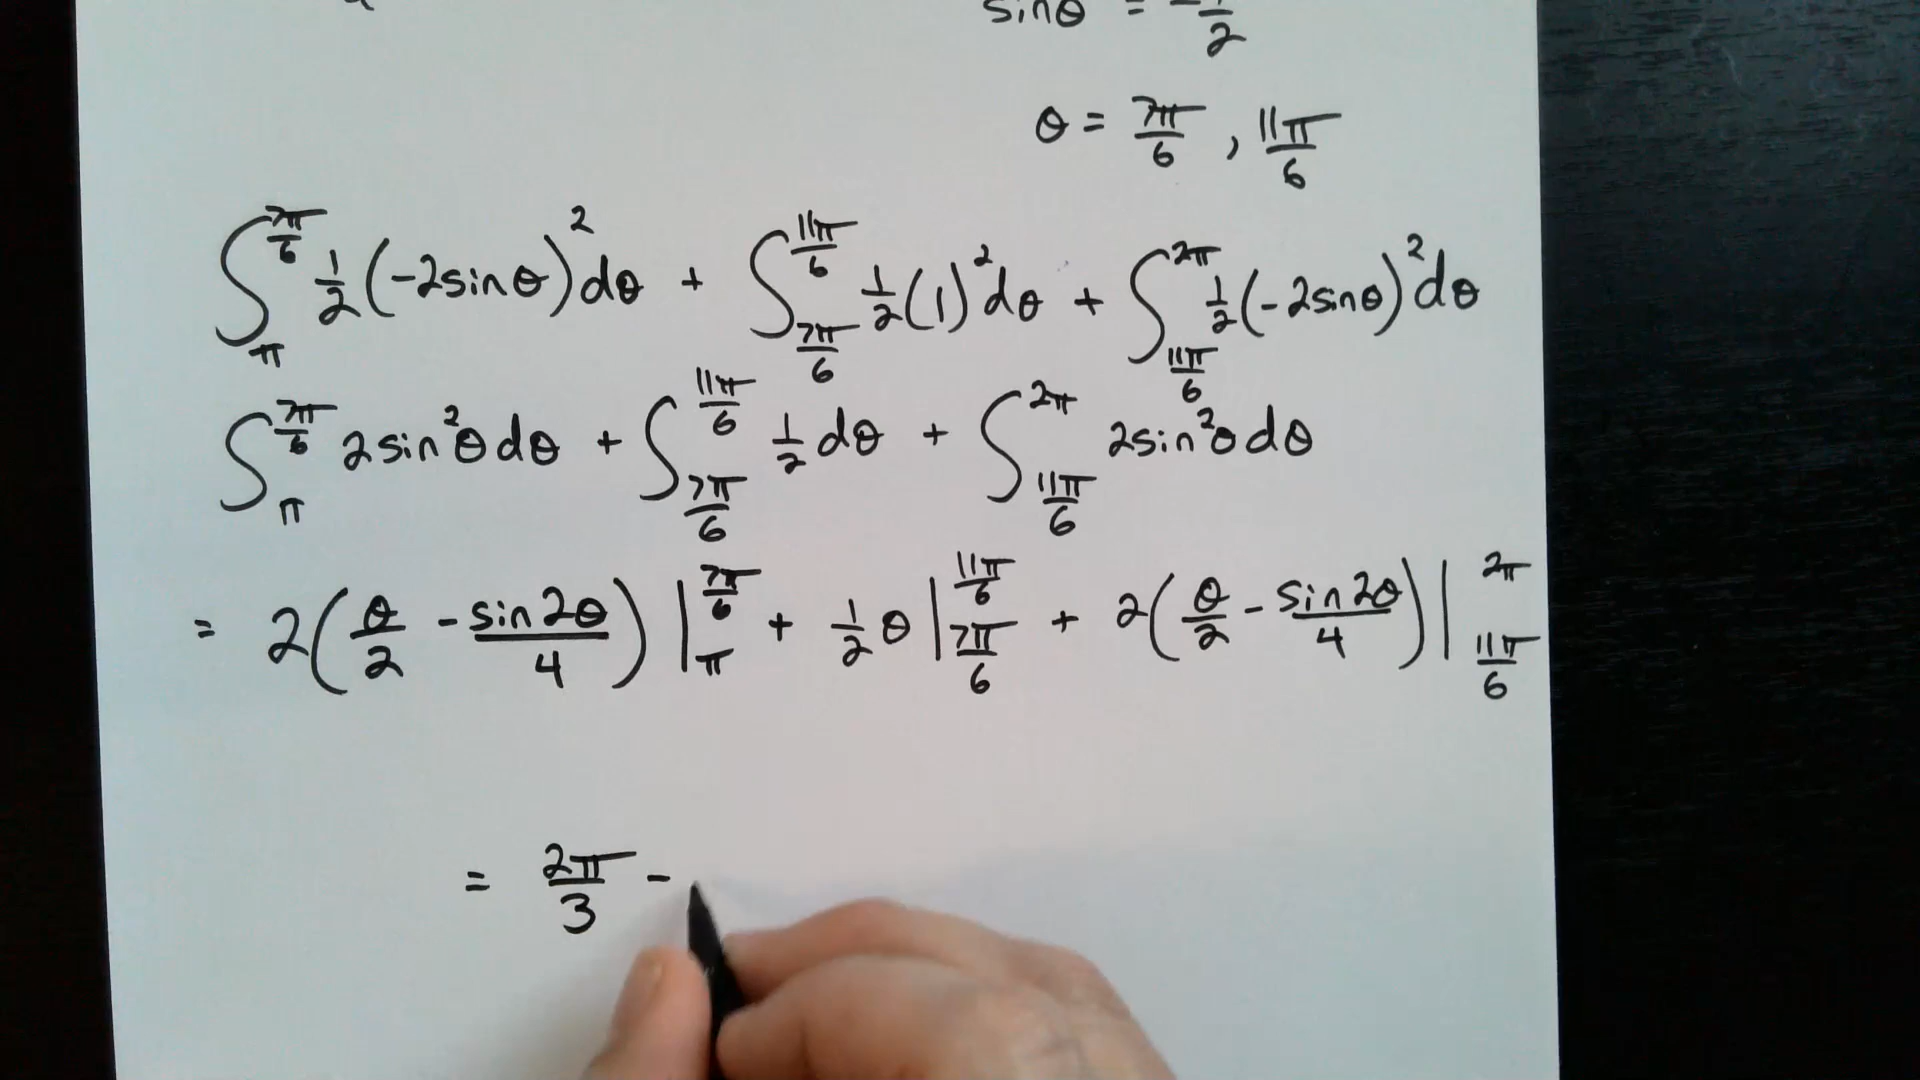 sinθ = -1/2
θ = 7π/6 , 11π/6
∫_π^(7π/6) 1/2 (-2sinθ)² dθ + ∫_(7π/6)^(11π/6) 1/2 (1)² dθ + ∫_(11π/6)^(2π) 1/2 (-2sinθ)² dθ
∫_π^(7π/6) 2sin²θ dθ + ∫_(7π/6)^(11π/6) 1/2 dθ + ∫_(11π/6)^(2π) 2sin²θ dθ
= 2(θ/2 - sin2θ/4) |_π^(7π/6) + 1/2 θ |_(7π/6)^(11π/6) + 2(θ/2 - sin2θ/4) |_(11π/6)^(2π)
= 2π/3 -